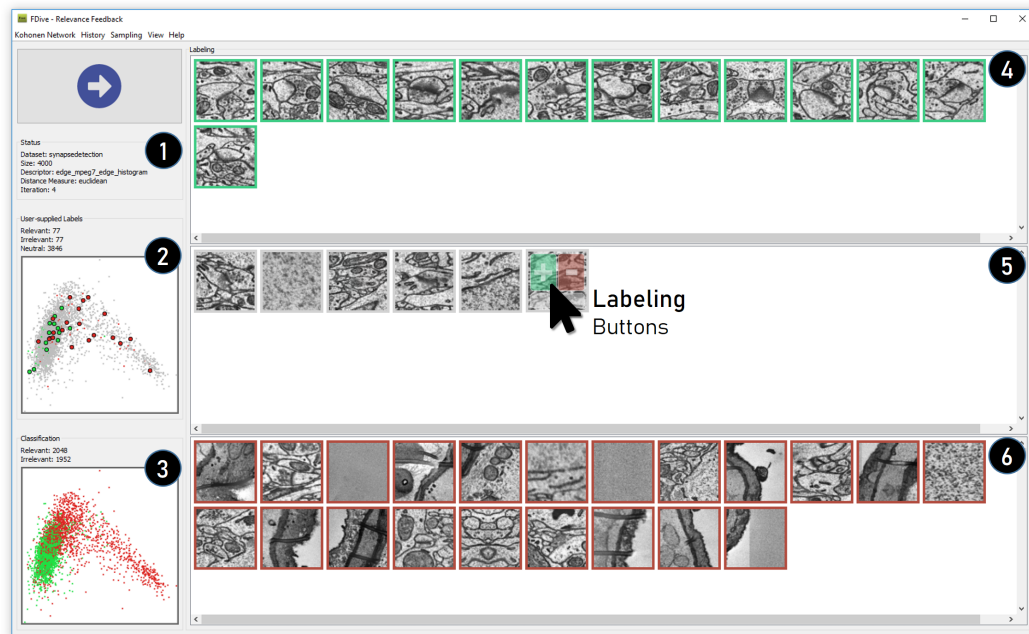 FDive - Relevance Feedback
Kohonen Network History Sampling View Help
Labeling
4
Status
1
Dataset: synapsedetection
Size: 4000
Descriptor: edge_mpeg7_edge_histogram
Distance Measure: euclidean
Iteration: 4
User-supplied Labels
Relevant: 77
Irrelevant: 77
Neutral: 3846
2
5
Labeling
Buttons
Classification
Relevant: 2048
Irrelevant: 1952
3
6